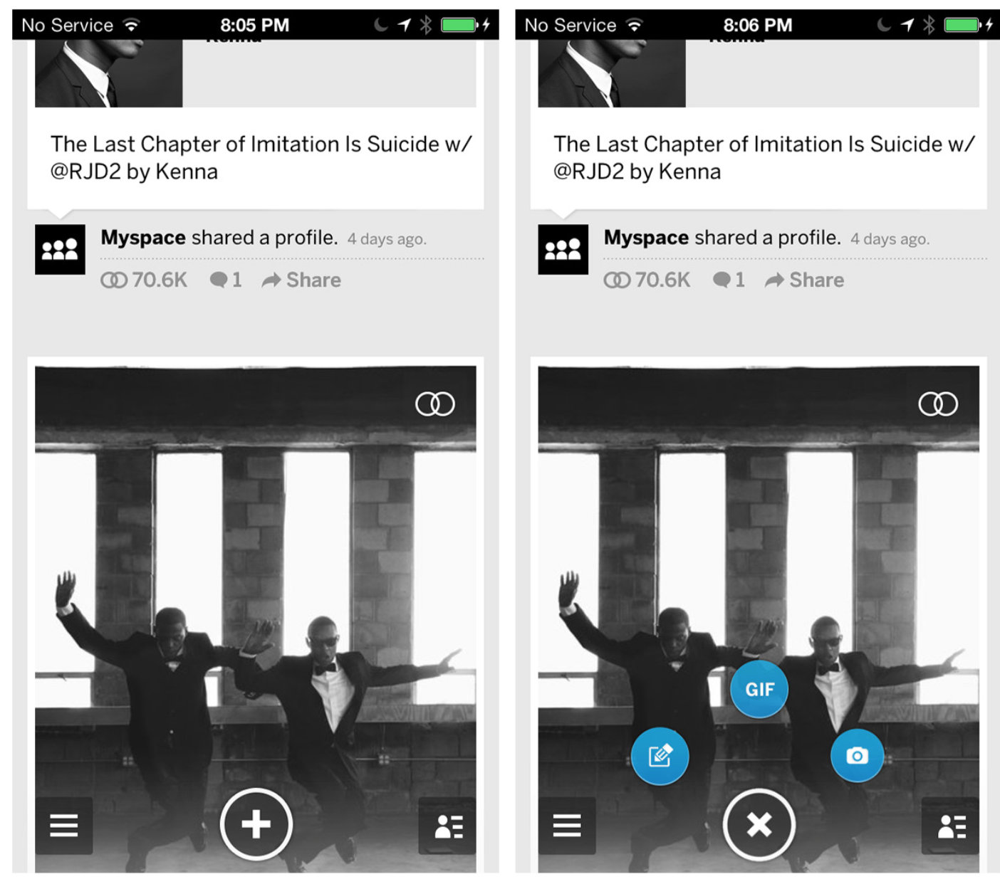 No Service 8:05 PM
Kenna
The Last Chapter of Imitation Is Suicide w/
@RJD2 by Kenna
Myspace shared a profile. 4 days ago.
70.6K 1 Share
No Service 8:06 PM
Kenna
The Last Chapter of Imitation Is Suicide w/
@RJD2 by Kenna
Myspace shared a profile. 4 days ago.
70.6K 1 Share
GIF